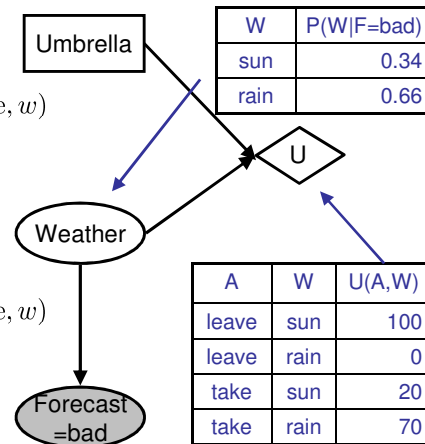 Umbrella
W P(W|F=bad)
sun 0.34
rain 0.66
e, w)
U
Weather
A W U(A,W)
leave sun 100
leave rain 0
take sun 20
take rain 70
e, w)
Forecast
=bad